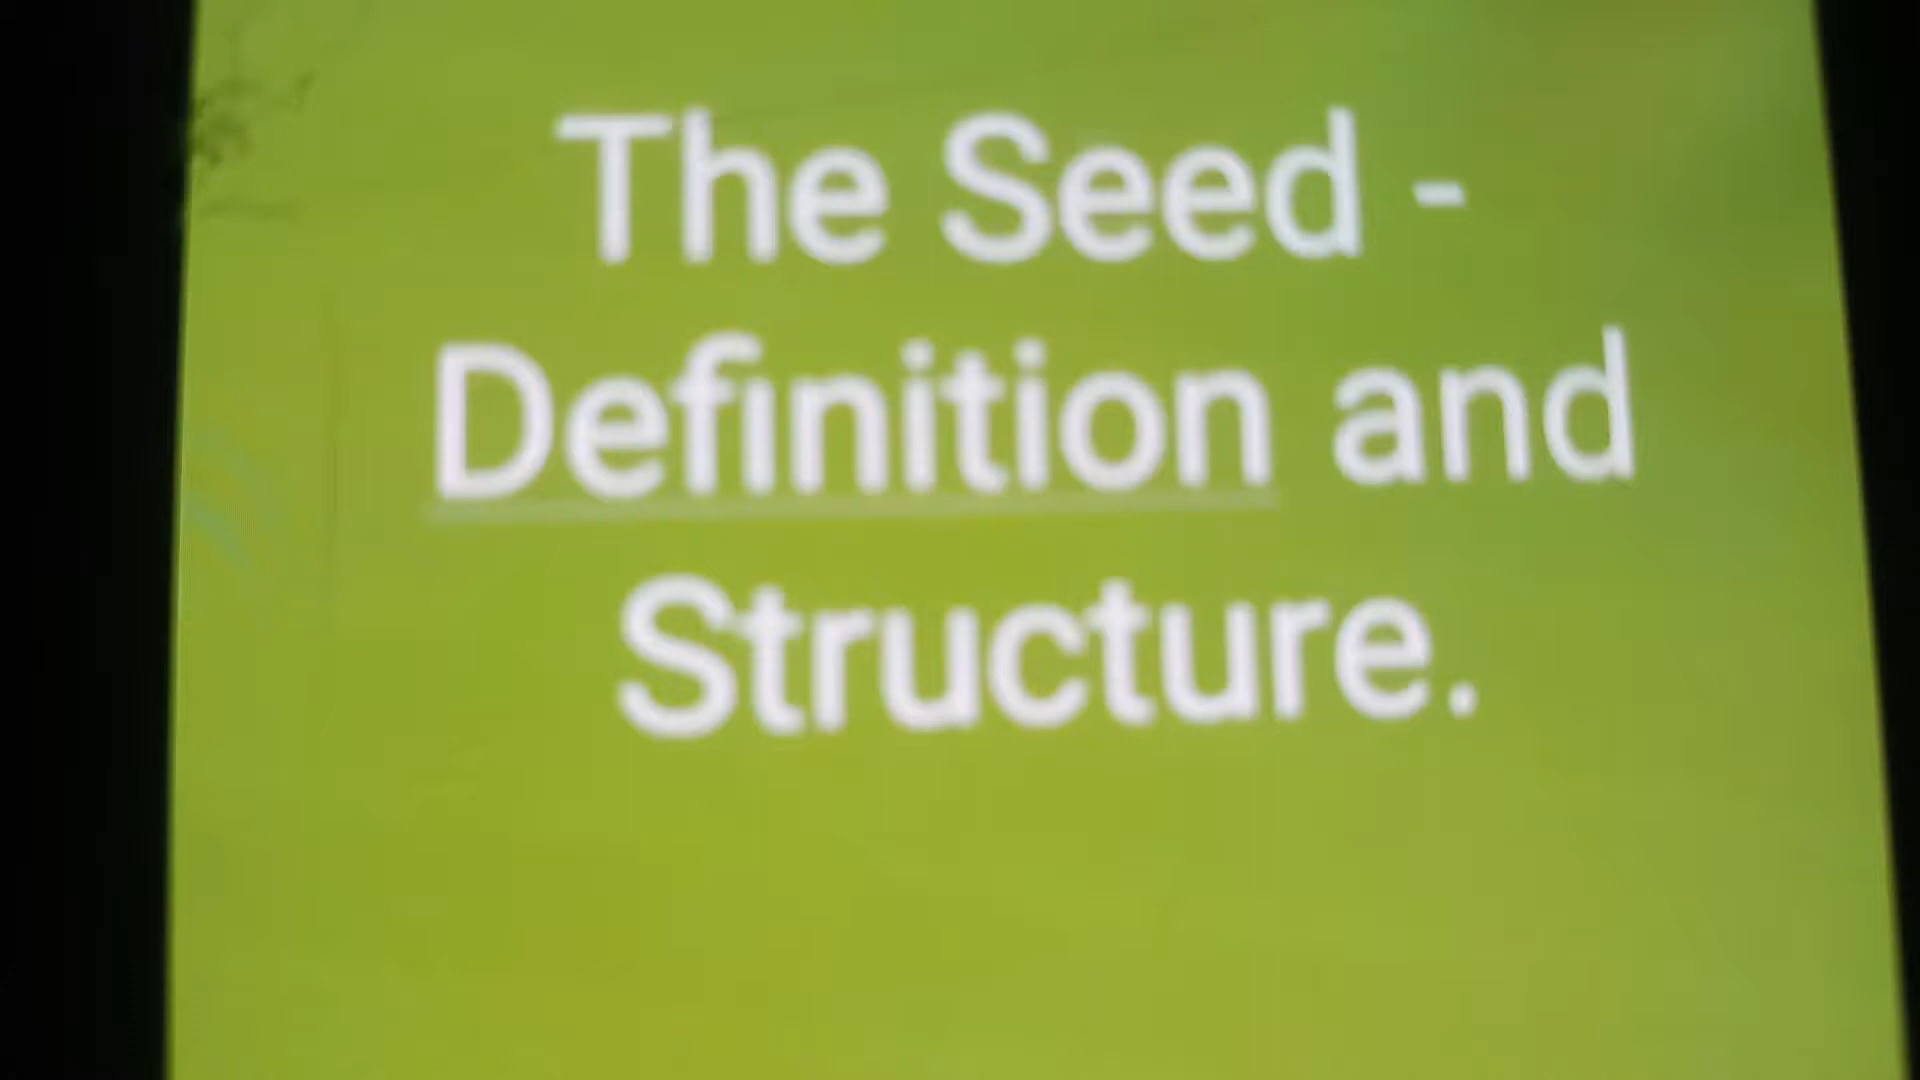 The Seed -
Definition and
Structure.